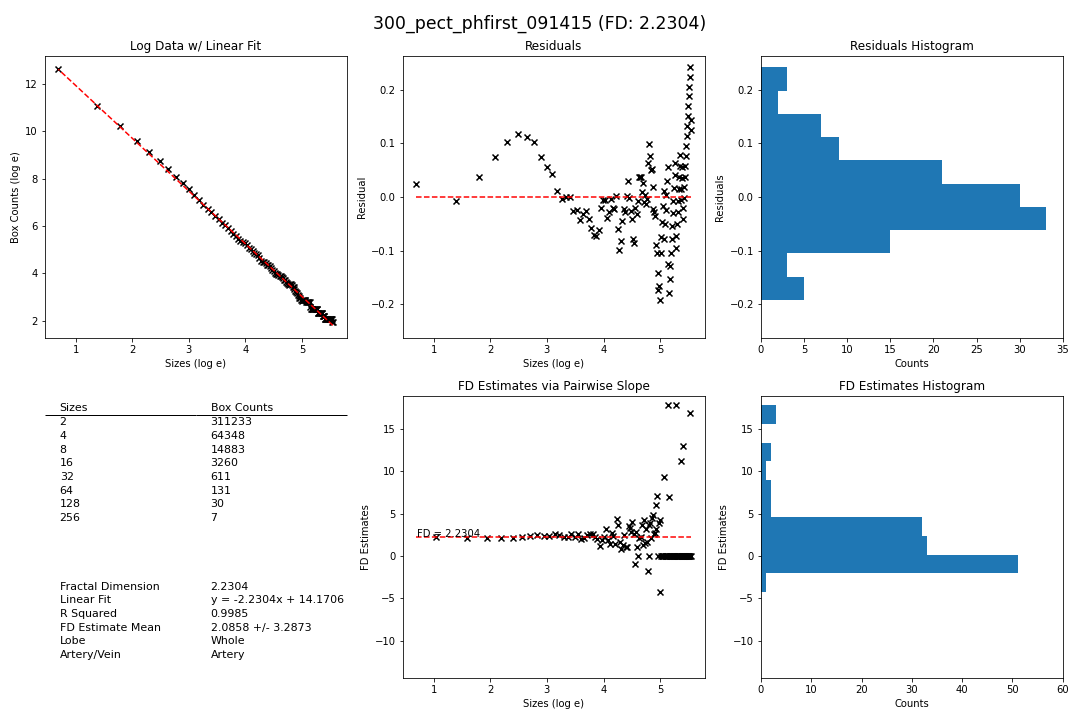 300_pect_phfirst_091415 (FD: 2.2304)
Log Data w/ Linear Fit
12
10
8
6
4
2
Box Counts (log e)
1 2 3 4 5
Sizes (log e)
Residuals
0.2
0.1
0.0
−0.1
−0.2
Residual
1 2 3 4 5
Sizes (log e)
Residuals Histogram
0.2
0.1
0.0
−0.1
−0.2
Residuals
0 5 10 15 20 25 30 35
Counts
Sizes Box Counts
2 311233
4 64348
8 14883
16 3260
32 611
64 131
128 30
256 7
Fractal Dimension 2.2304
Linear Fit y = -2.2304x + 14.1706
R Squared 0.9985
FD Estimate Mean 2.0858 +/- 3.2873
Lobe Whole
Artery/Vein Artery
FD Estimates via Pairwise Slope
15
10
5
0
−5
−10
FD Estimates
FD = 2.2304
1 2 3 4 5
Sizes (log e)
FD Estimates Histogram
15
10
5
0
−5
−10
FD Estimates
0 10 20 30 40 50 60
Counts